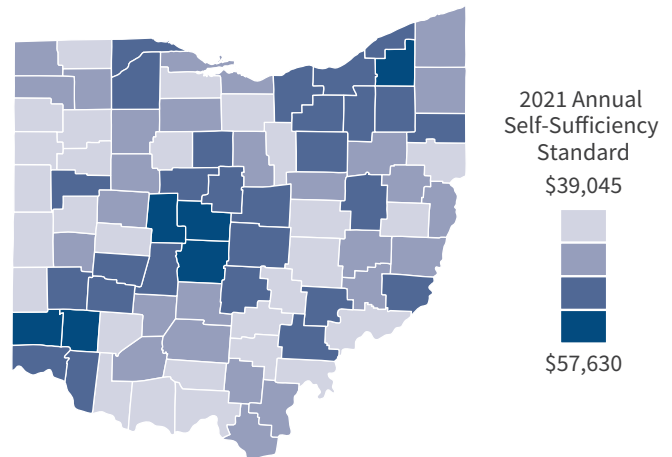 2021 Annual
Self-Sufficiency
Standard
$39,045
$57,630